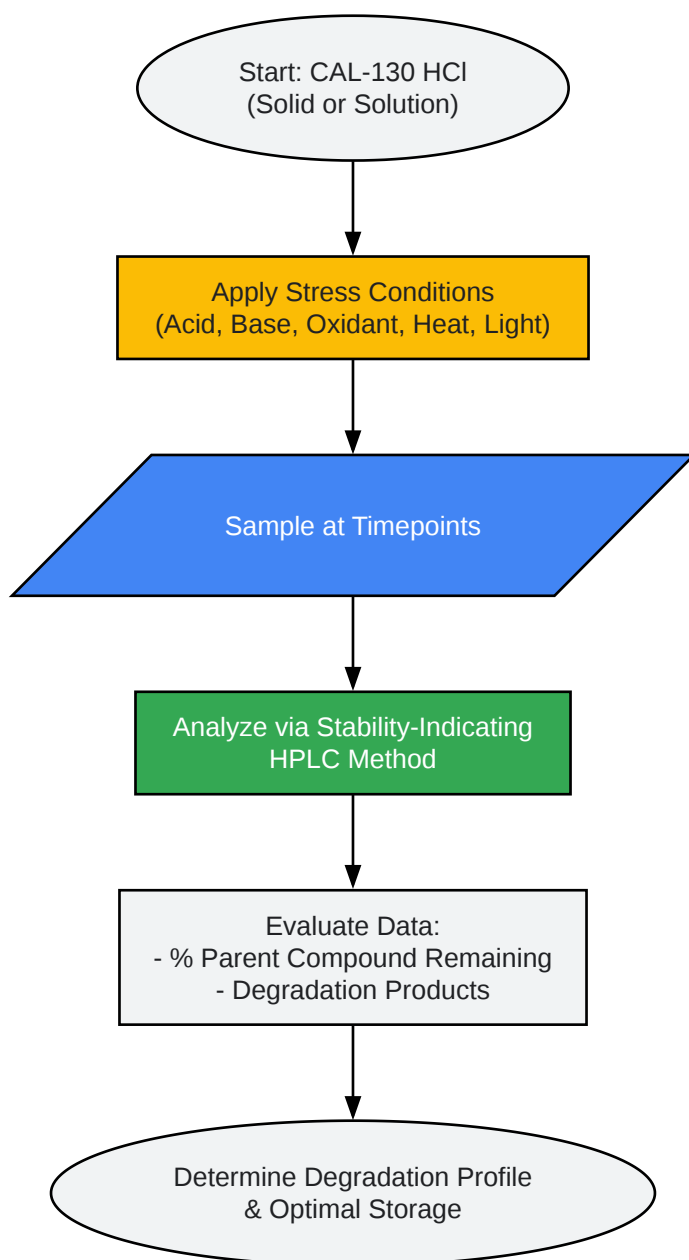 Start: CAL-130 HCl
(Solid or Solution)
Apply Stress Conditions
(Acid, Base, Oxidant, Heat, Light)
Sample at Timepoints
Analyze via Stability-Indicating
HPLC Method
Evaluate Data:
- % Parent Compound Remaining
- Degradation Products
Determine Degradation Profile
& Optimal Storage